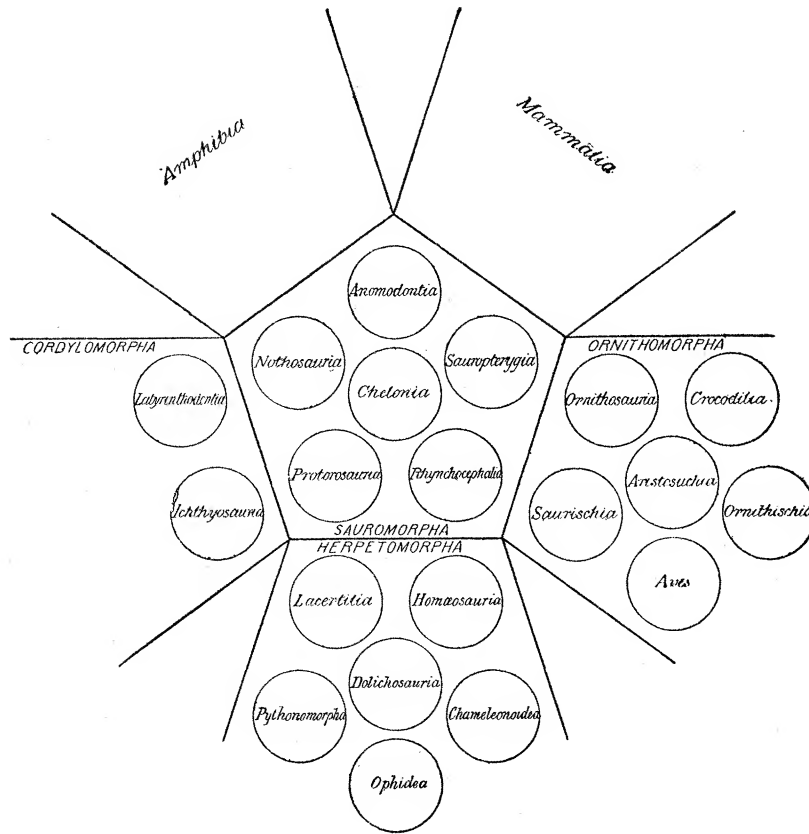 Amphibia
Mammālia
Anomodontia
CORDYLOMORPHA
ORNITHOMORPHA
Nothosauria
Sauropterygia
Labyrinthodontia
Chelonia
Ornithosauria
Crocodilia.
Protorosauria
Rhynchocephalia
Aristosuchia
Ichthyosauria
Saurischia
Ornithischia
SAUROMORPHA
HERPETOMORPHA
Aves
Lacertilia
Homœosauria
Dolichosauria
Pythonomorpha
Chameleonoidea
Ophidea